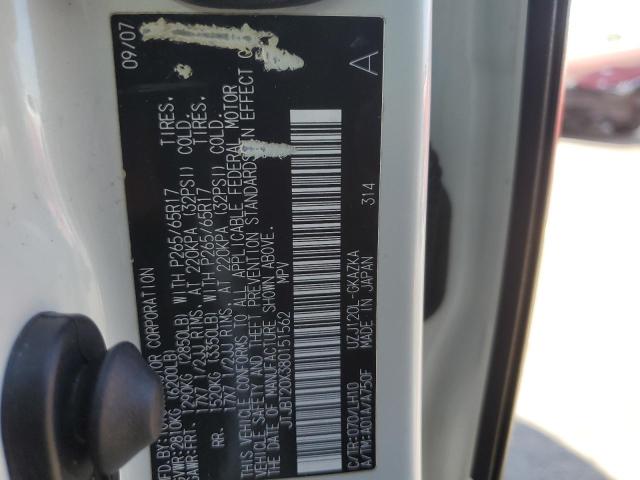 09/07
MFD. BY: MOTOR CORPORATION
GVWR: 2810KG (6200LB)
GAWR: FRT. 1290KG (2850LB) WITH P265/65R17 TIRES,
17X7 1/2JJ RIMS, AT 220KPA (32PSI) COLD.
RR. 1520KG (3350LB) WITH P265/65R17 TIRES,
17X7 1/2JJ RIMS, AT 220KPA (32PSI) COLD.
THIS VEHICLE CONFORMS TO ALL APPLICABLE FEDERAL MOTOR
VEHICLE SAFETY AND THEFT PREVENTION STANDARDS IN EFFECT
THE DATE OF MANUFACTURE SHOWN ABOVE.
JTJBT20X380151562 MPV
A
C/TR:070/LH10 UZJ120L-GKAZKA
A/TM:A01A/A750F MADE IN JAPAN 314